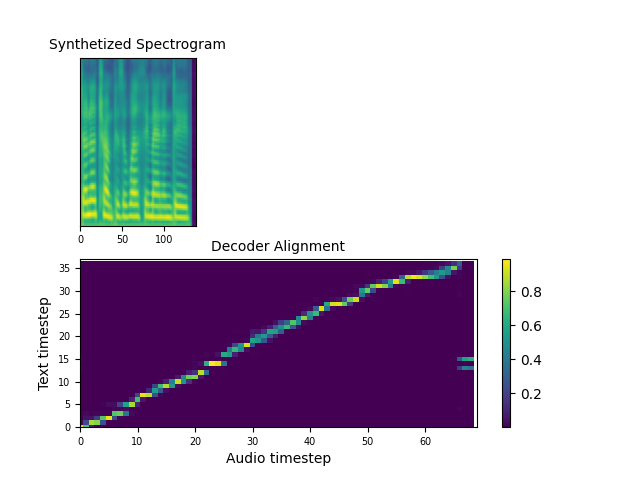 Synthetized Spectrogram
0 50 100
Decoder Alignment
35
30
25
20
15
10
5
0
Text timestep
0 10 20 30 40 50 60
Audio timestep
0.8
0.6
0.4
0.2